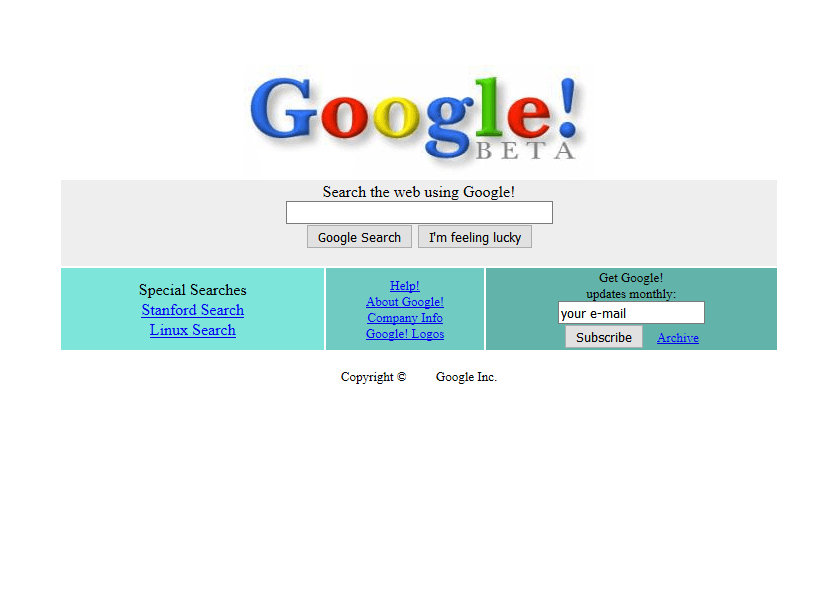 Google!
BETA
Search the web using Google!
Google Search I'm feeling lucky
Special Searches
Stanford Search
Linux Search
Help!
About Google!
Company Info
Google! Logos
Get Google!
updates monthly:
your e-mail
Subscribe Archive
Copyright © Google Inc.